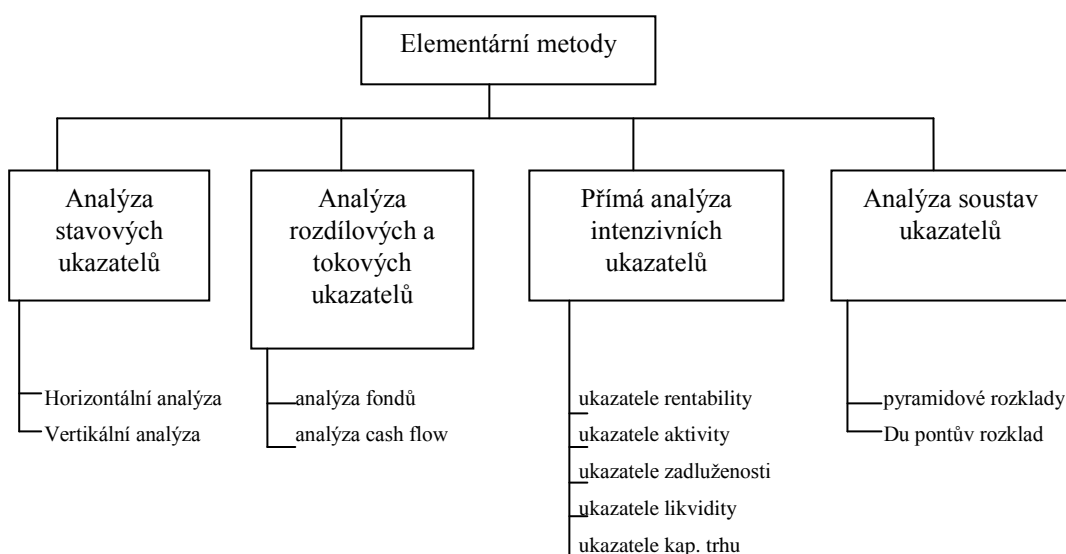 Elementární metody
Analýza
stavových
ukazatelů
Analýza
rozdílových a
tokových
ukazatelů
Přímá analýza
intenzivních
ukazatelů
Analýza soustav
ukazatelů
Horizontální analýza
Vertikální analýza
analýza fondů
analýza cash flow
ukazatele rentability
ukazatele aktivity
ukazatele zadluženosti
ukazatele likvidity
ukazatele kap. trhu
pyramidové rozklady
Du pontův rozklad